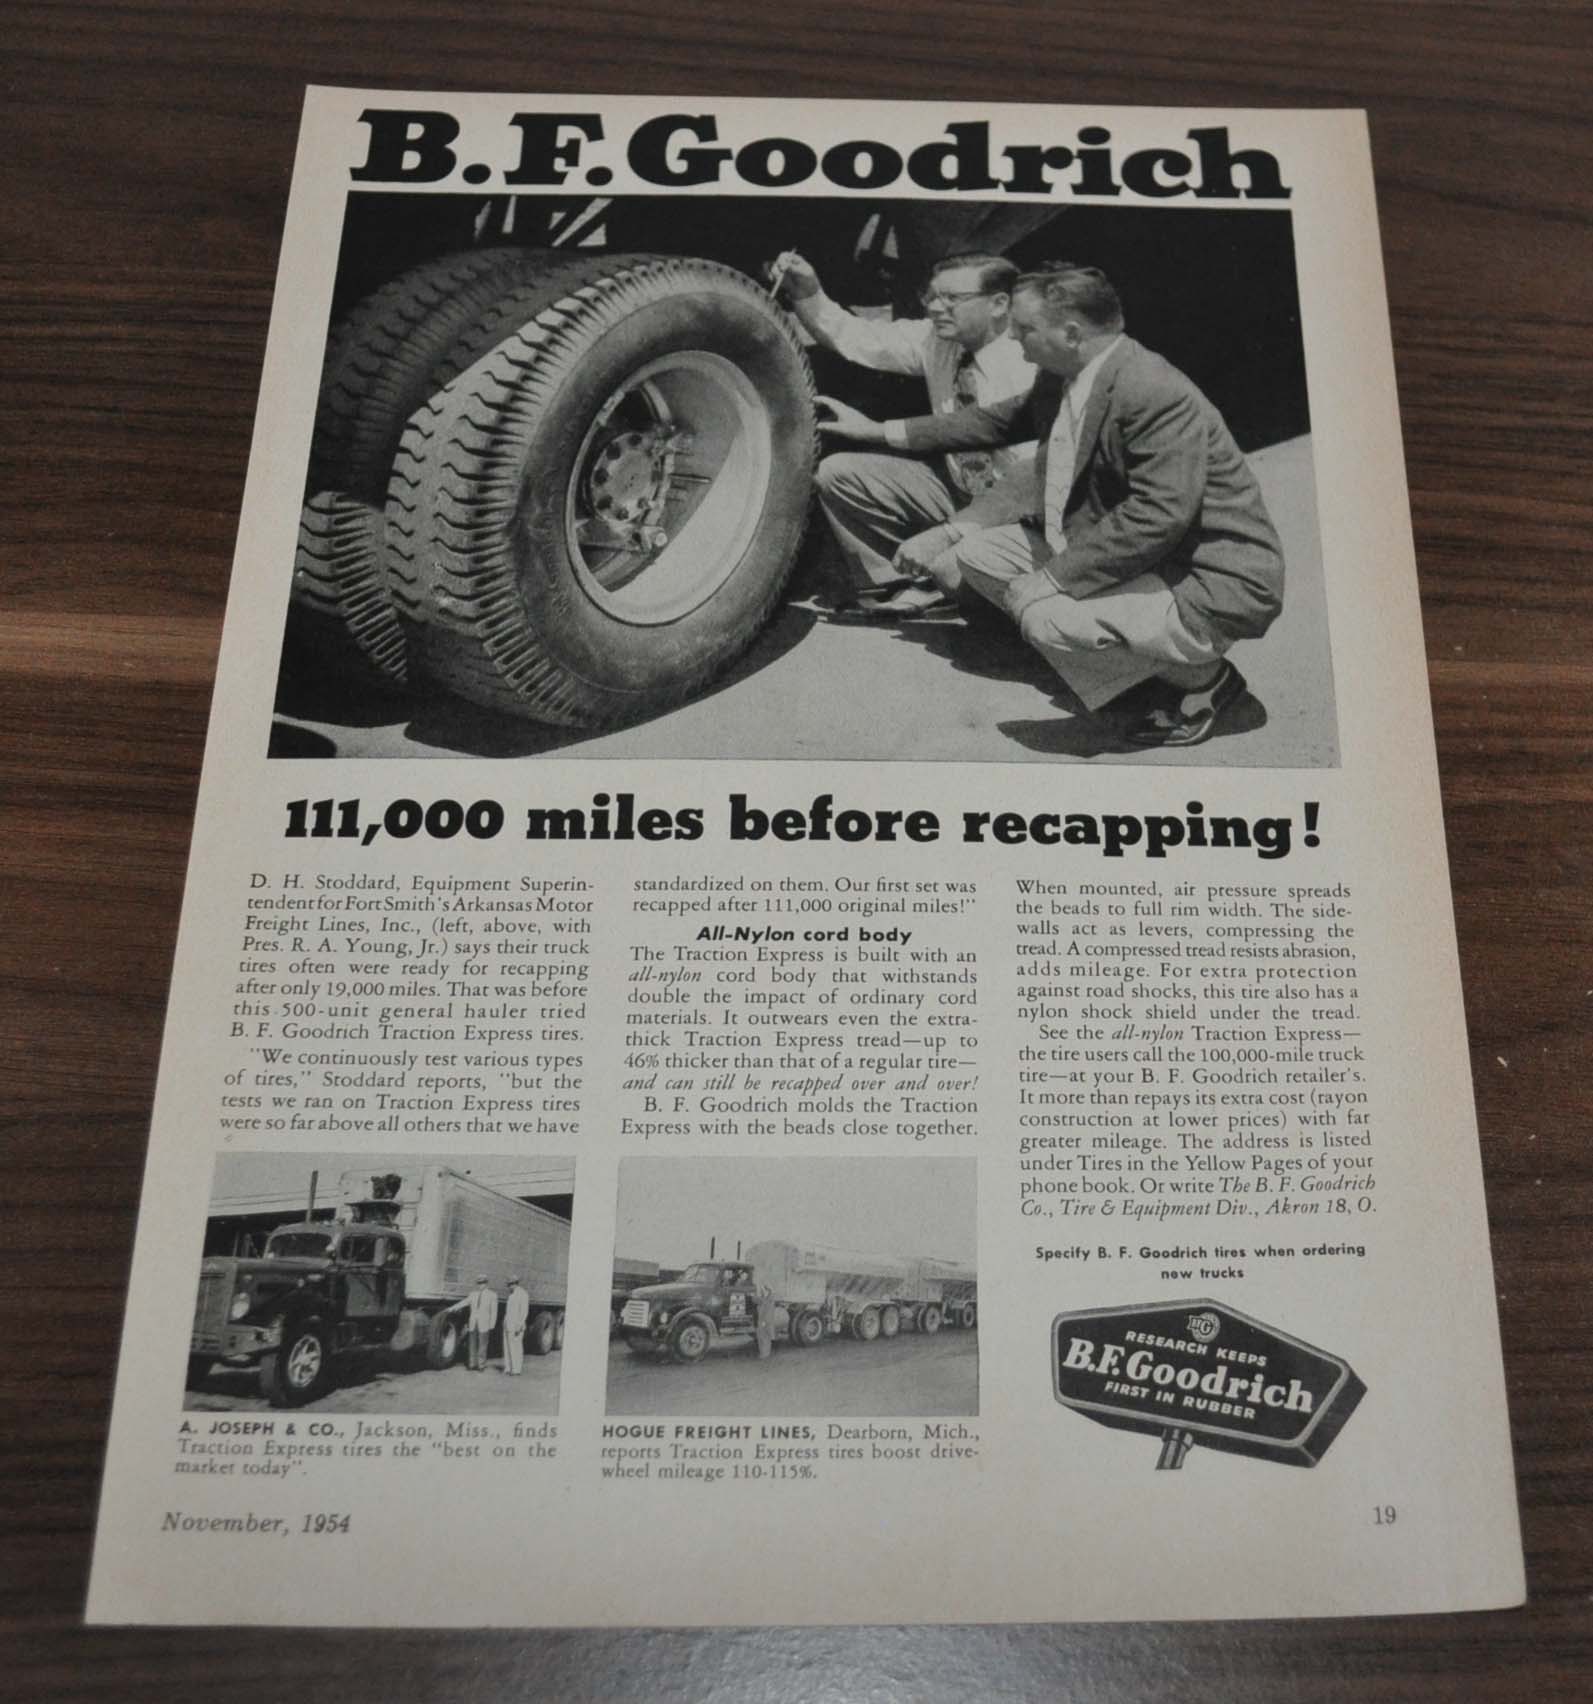 B.F.Goodrich
111,000 miles before recapping!
D. H. Stoddard, Equipment Superin-
tendent for Fort Smith's Arkansas Motor
Freight Lines, Inc., (left, above, with
Pres. R. A. Young, Jr.) says their truck
tires often were ready for recapping
after only 19,000 miles. That was before
this 500-unit general hauler tried
B. F. Goodrich Traction Express tires.
"We continuously test various types
of tires," Stoddard reports, "but the
tests we ran on Traction Express tires
were so far above all others that we have
standardized on them. Our first set was
recapped after 111,000 original miles!"
All-Nylon cord body
The Traction Express is built with an
all-nylon cord body that withstands
double the impact of ordinary cord
materials. It outwears even the extra-
thick Traction Express tread—up to
46% thicker than that of a regular tire—
and can still be recapped over and over!
B. F. Goodrich molds the Traction
Express with the beads close together.
When mounted, air pressure spreads
the beads to full rim width. The side-
walls act as levers, compressing the
tread. A compressed tread resists abrasion,
adds mileage. For extra protection
against road shocks, this tire also has a
nylon shock shield under the tread.
See the all-nylon Traction Express—
the tire users call the 100,000-mile truck
tire—at your B. F. Goodrich retailer's.
It more than repays its extra cost (rayon
construction at lower prices) with far
greater mileage. The address is listed
under Tires in the Yellow Pages of your
phone book. Or write The B. F. Goodrich
Co., Tire & Equipment Div., Akron 18, O.
Specify B. F. Goodrich tires when ordering
new trucks
RESEARCH KEEPS
B.F.Goodrich
FIRST IN RUBBER
A. JOSEPH & CO., Jackson, Miss., finds
Traction Express tires the "best on the
market today".
HOGUE FREIGHT LINES, Dearborn, Mich.,
reports Traction Express tires boost drive-
wheel mileage 110-115%.
November, 1954
19